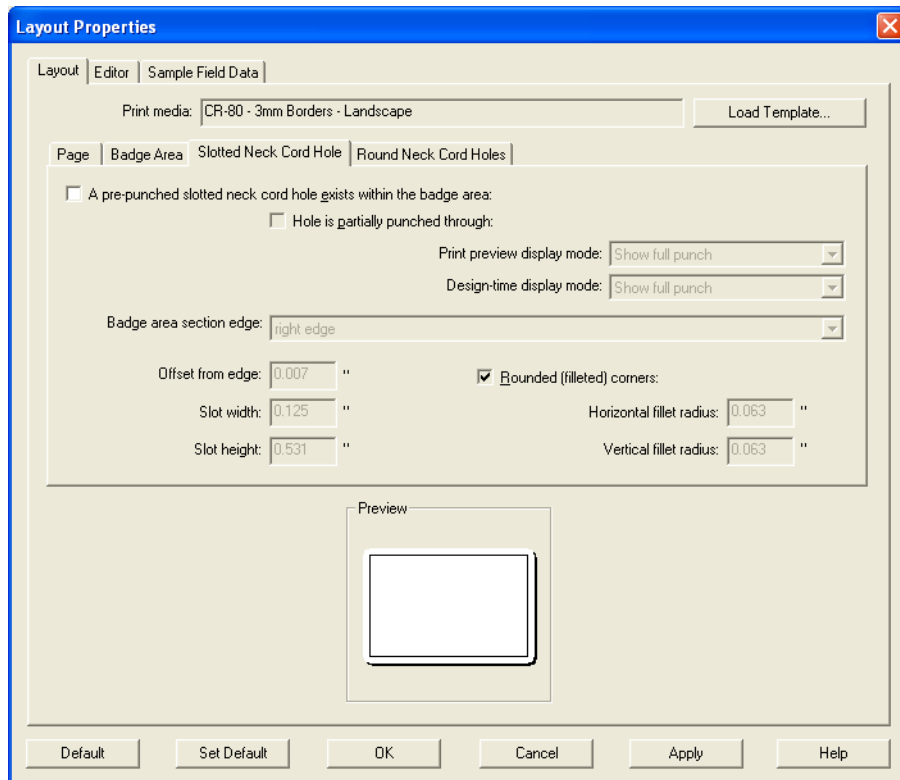 Layout Properties
Layout Editor Sample Field Data
Print media: CR-80 - 3mm Borders - Landscape Load Template...
Page Badge Area Slotted Neck Cord Hole Round Neck Cord Holes
A pre-punched slotted neck cord hole exists within the badge area:
Hole is partially punched through:
Print preview display mode: Show full punch
Design-time display mode: Show full punch
Badge area section edge: right edge
Offset from edge: 0.007 " Rounded (filleted) corners:
Slot width: 0.125 " Horizontal fillet radius: 0.063 "
Slot height: 0.531 " Vertical fillet radius: 0.063 "
Preview
Default Set Default OK Cancel Apply Help